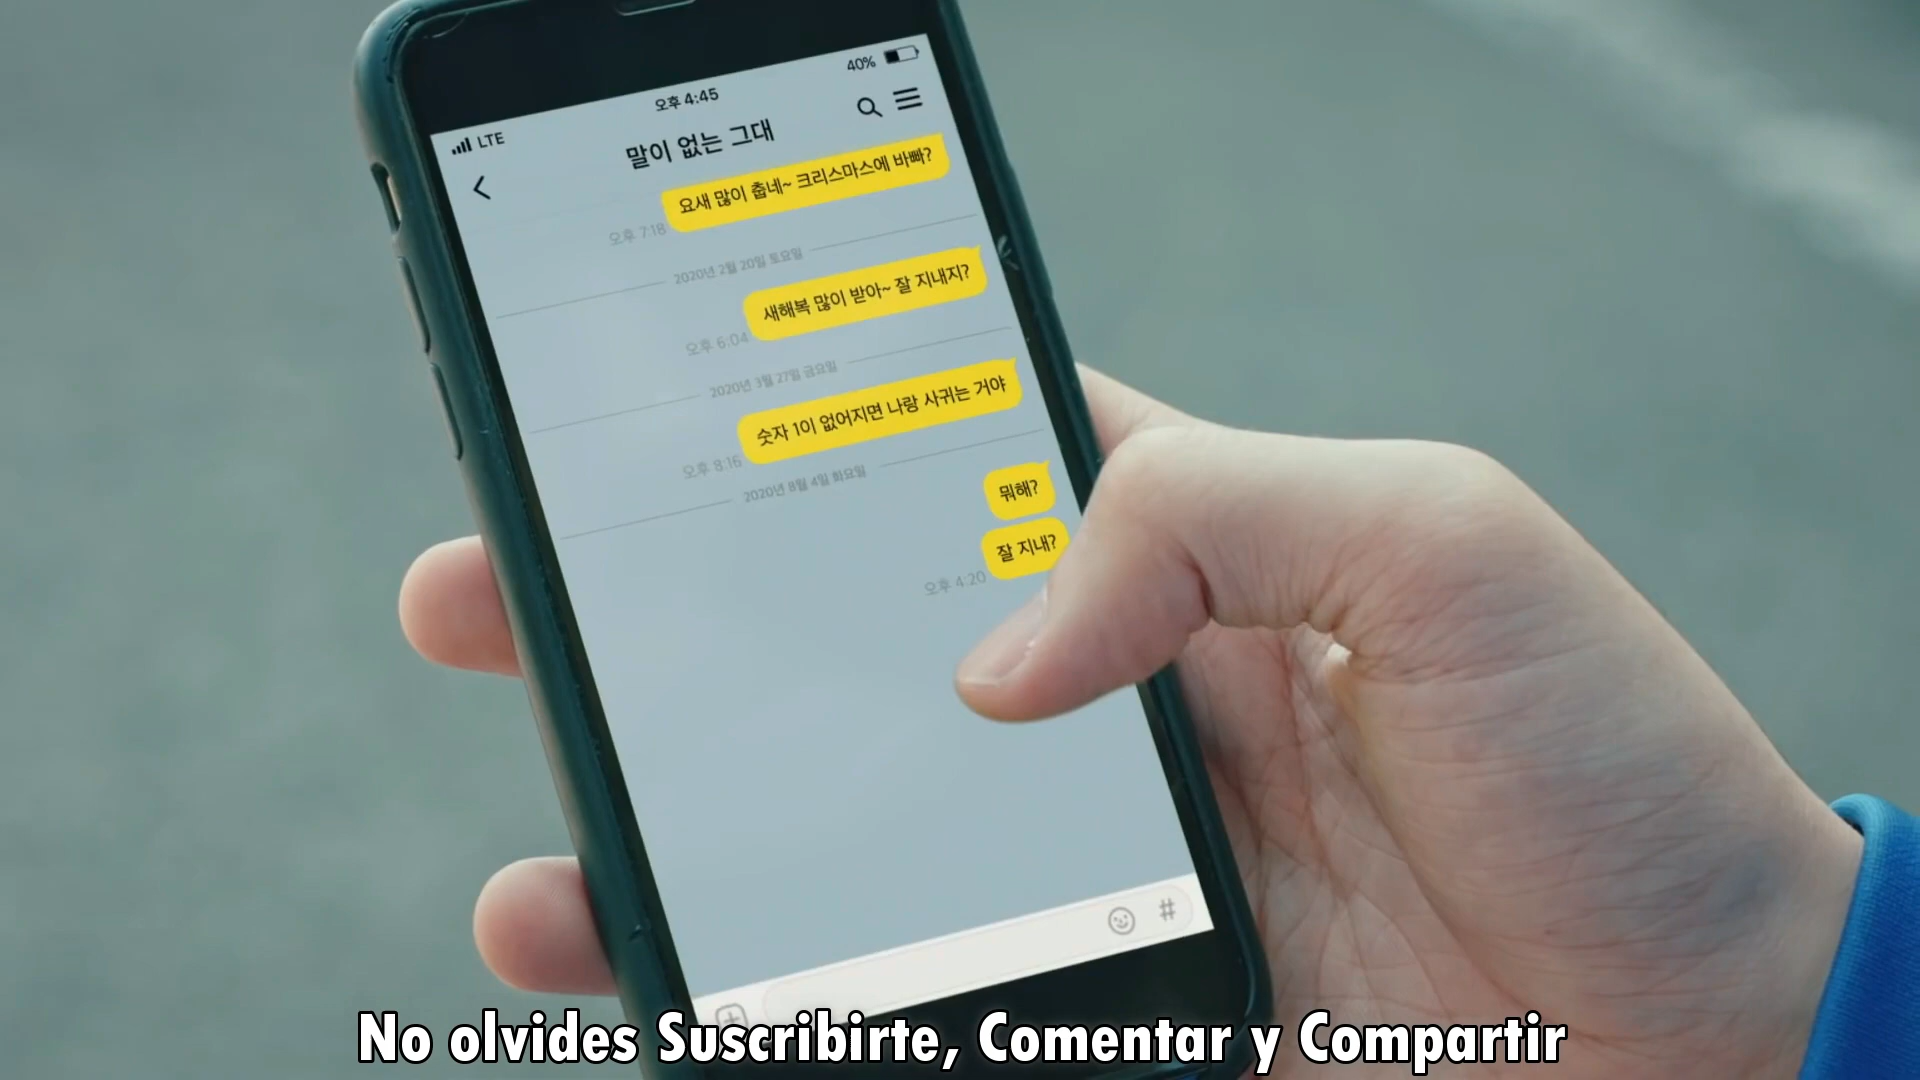 40%
오후 4:45
LTE
말이 없는 그대
요새 많이 춥네~ 크리스마스에 바빠?
오후 7:18
2020년 2월 20일 토요일
새해복 많이 받아~ 잘 지내지?
오후 6:04
2020년 3월 27일 금요일
숫자 1이 없어지면 나랑 사귀는 거야
오후 8:16
2020년 8월 4일 화요일
뭐해?
잘 지내?
오후 4:20
#
No olvides Suscribirte, Comentar y Compartir